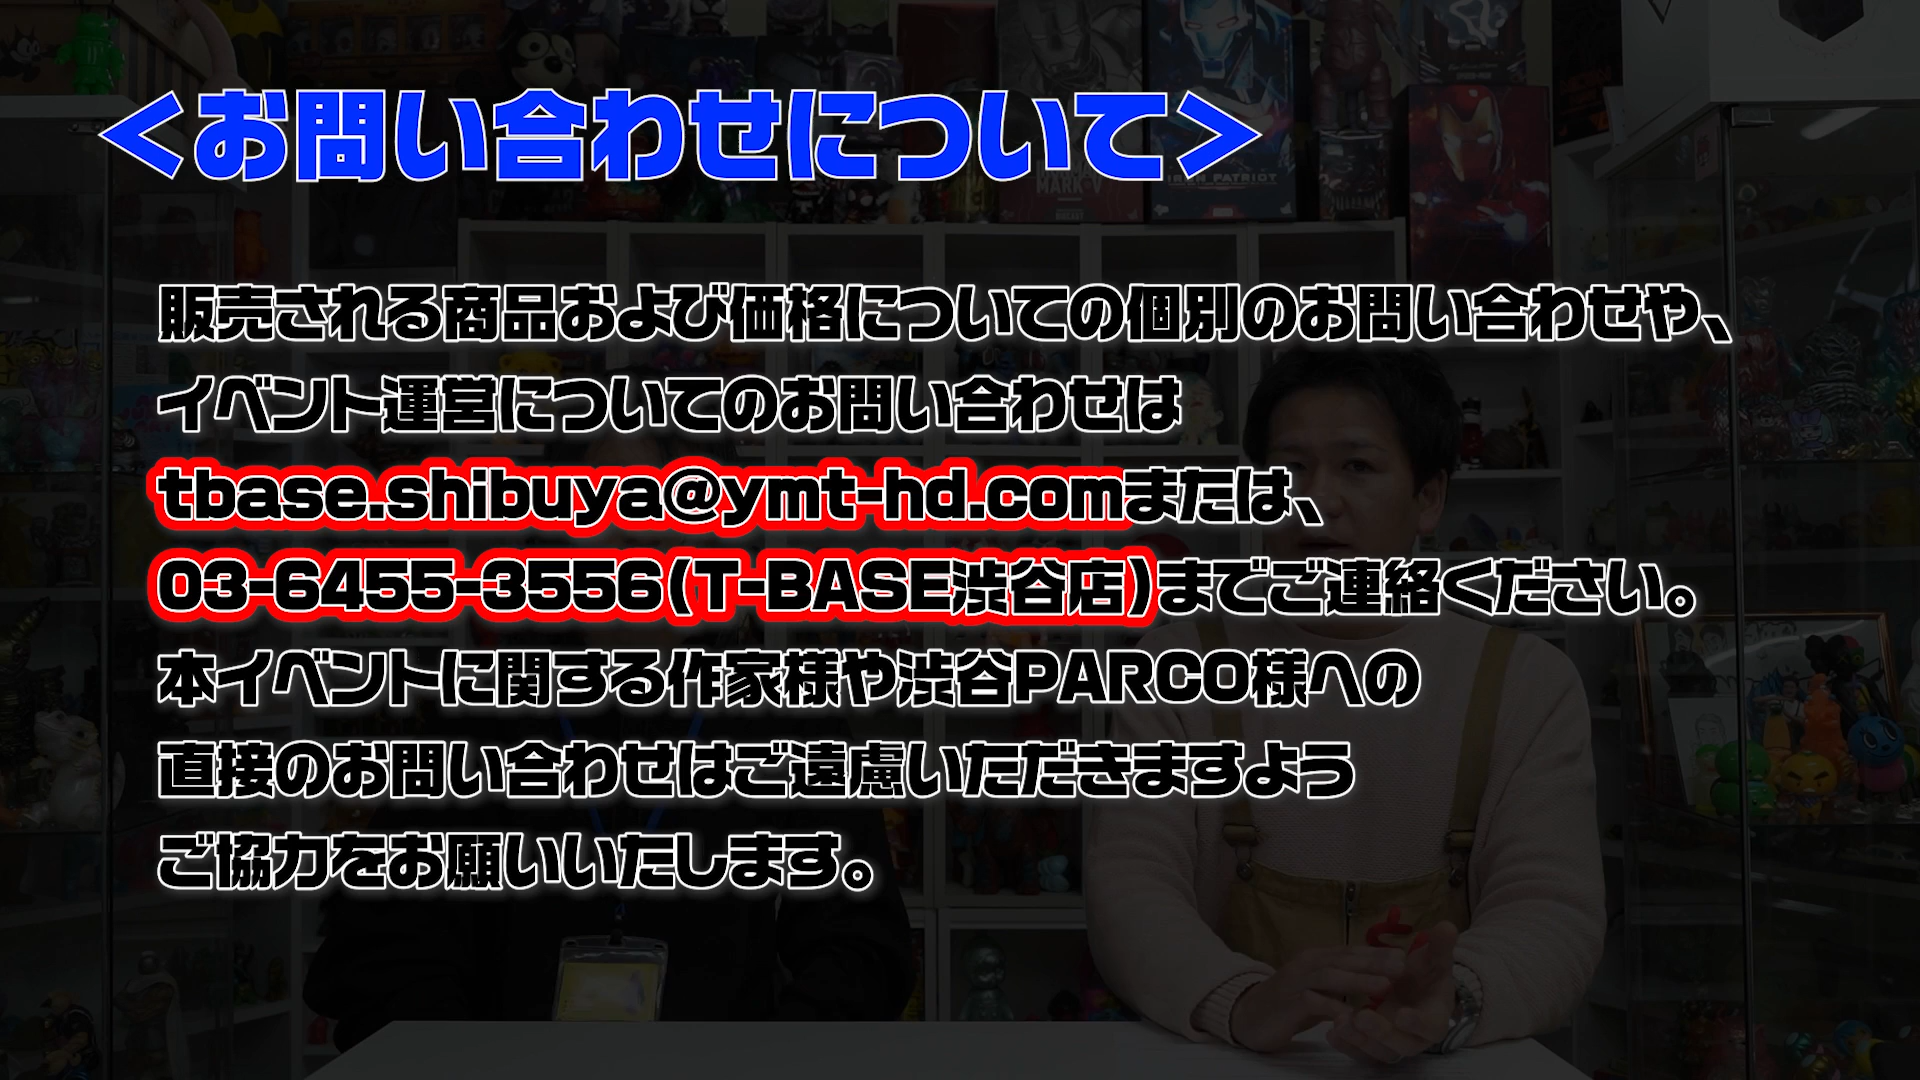 ＜お問い合わせについて＞
販売される商品および価格についての個別のお問い合わせや、
イベント運営についてのお問い合わせは
tbase.shibuya@ymt-hd.comまたは、
03-6455-3556(T-BASE渋谷店)までご連絡ください。
本イベントに関する作家様や渋谷PARCO様への
直接のお問い合わせはご遠慮いただきますよう
ご協力をお願いいたします。
MARK V
IRON PATRIOT